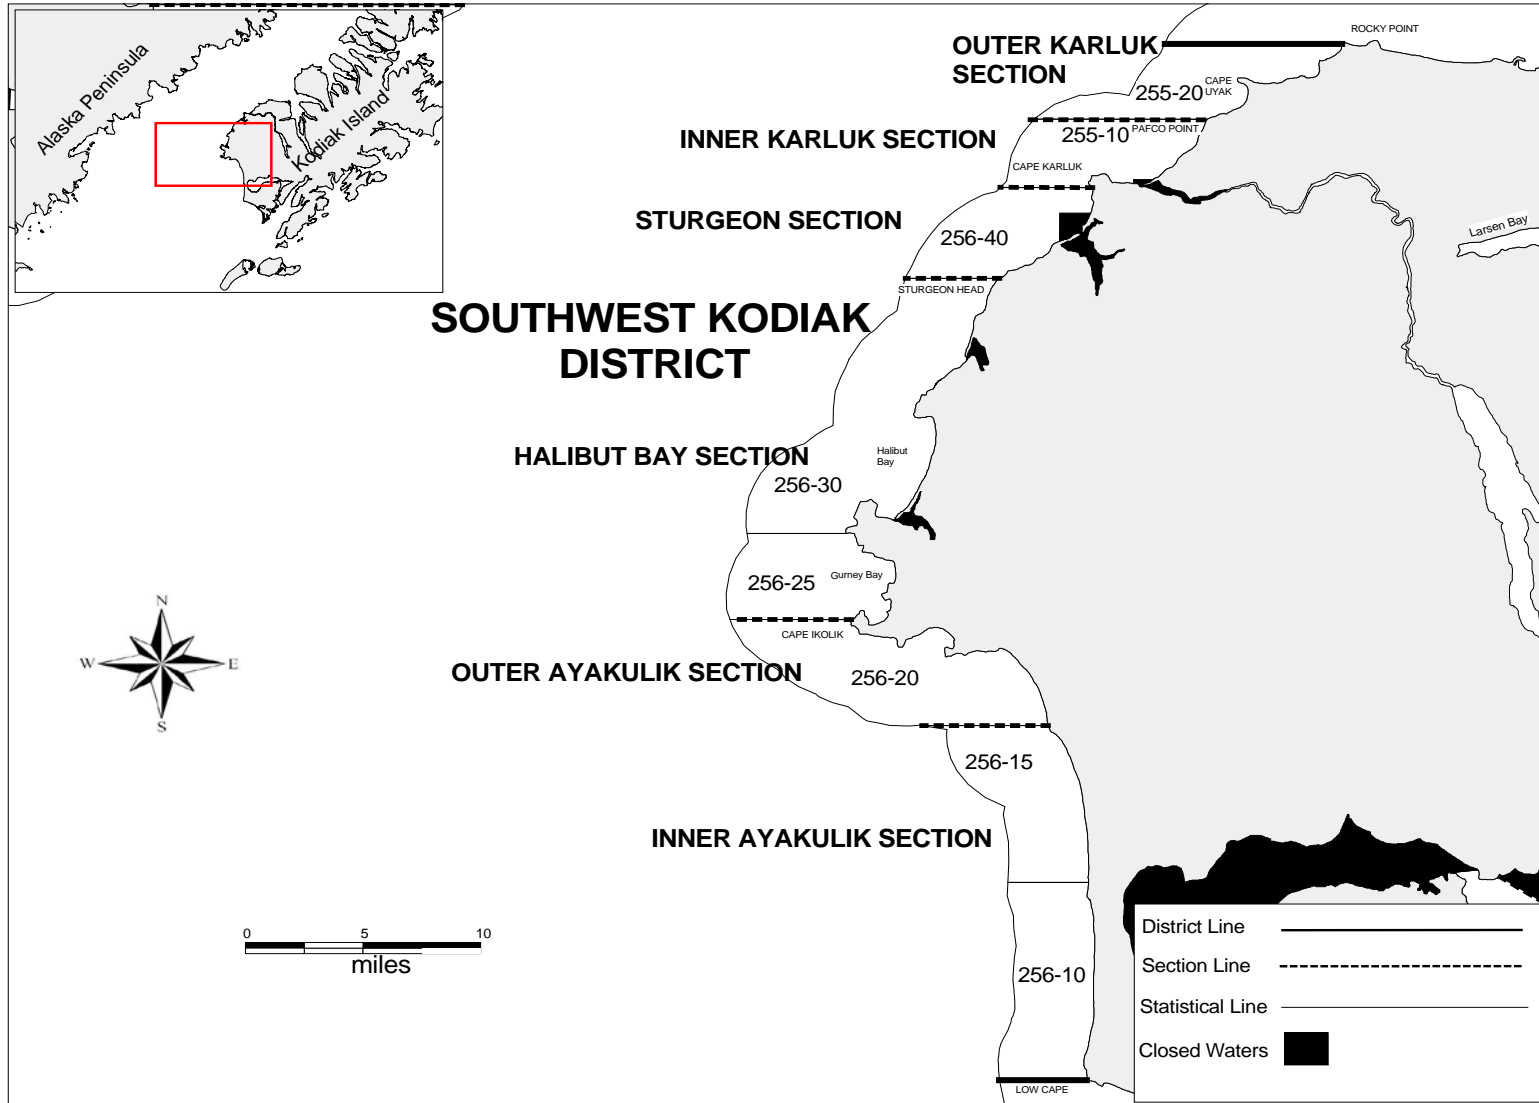 Alaska Peninsula
Kodiak Island
ROCKY POINT
OUTER KARLUK
SECTION
CAPE
UYAK
255-20
INNER KARLUK SECTION
255-10
PAFCO POINT
CAPE KARLUK
STURGEON SECTION
256-40
Larsen Bay
STURGEON HEAD
SOUTHWEST KODIAK
DISTRICT
HALIBUT BAY SECTION
Halibut
Bay
256-30
256-25
Gurney Bay
CAPE IKOLIK
N
W
E
S
OUTER AYAKULIK SECTION
256-20
256-15
INNER AYAKULIK SECTION
0
5
10
miles
256-10
LOW CAPE
District Line
Section Line
Statistical Line
Closed Waters